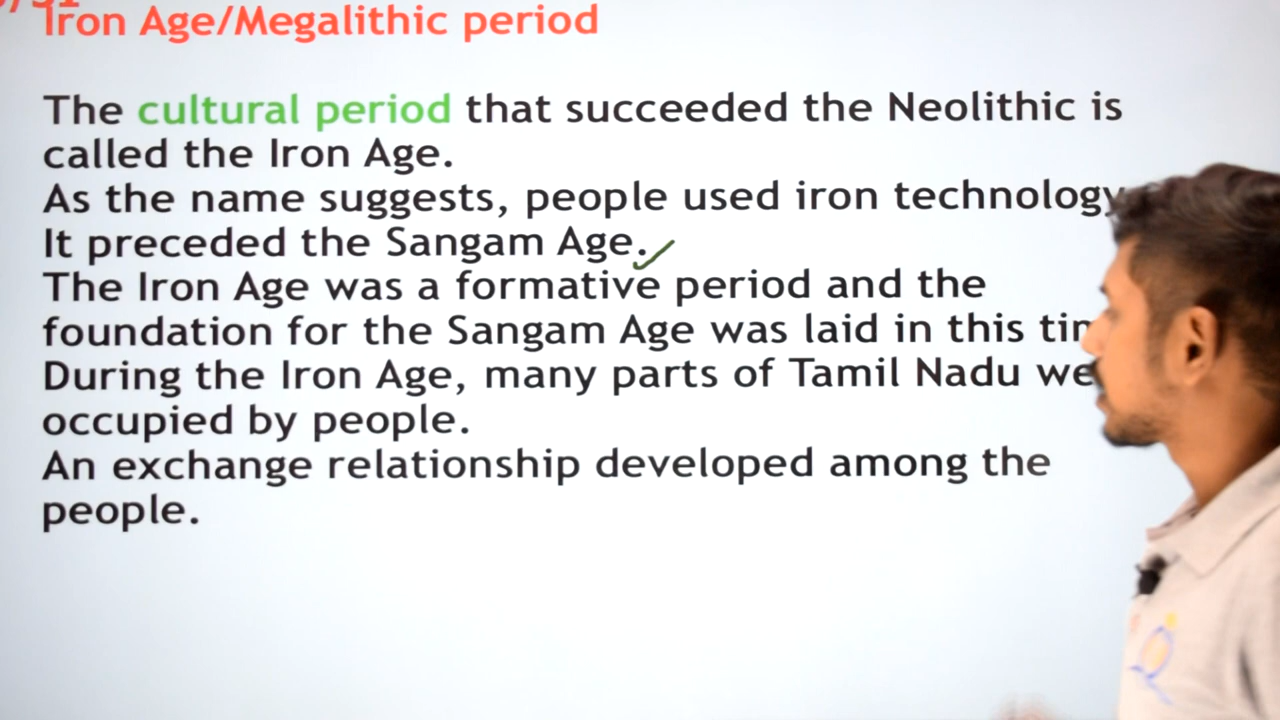 Iron Age/Megalithic period
The cultural period that succeeded the Neolithic is
called the Iron Age.
As the name suggests, people used iron technology
It preceded the Sangam Age.
The Iron Age was a formative period and the
foundation for the Sangam Age was laid in this
During the Iron Age, many parts of Tamil Nadu
occupied by people.
An exchange relationship developed among the
people.